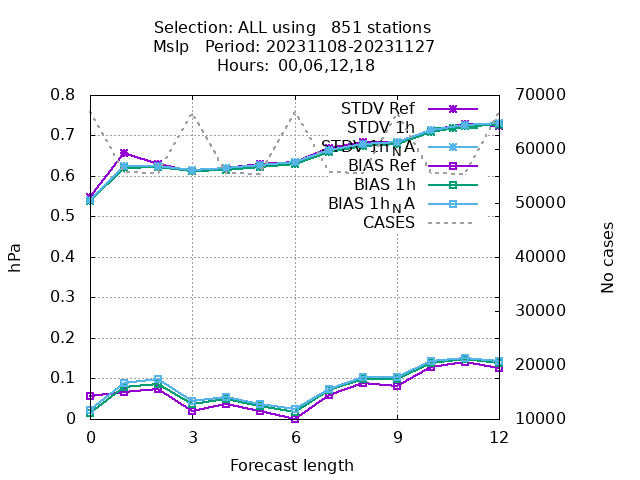 Selection: ALL using   851 stations
Mslp   Period: 20231108-20231127
Hours:  00,06,12,18
0.8
0.7
0.6
0.5
0.4
0.3
0.2
0.1
0
hPa
STDV Ref
STDV 1h
STDV 1h_NA
BIAS Ref
BIAS 1h
BIAS 1h_NA
CASES
70000
60000
50000
40000
30000
20000
10000
No cases
0 3 6 9 12
Forecast length